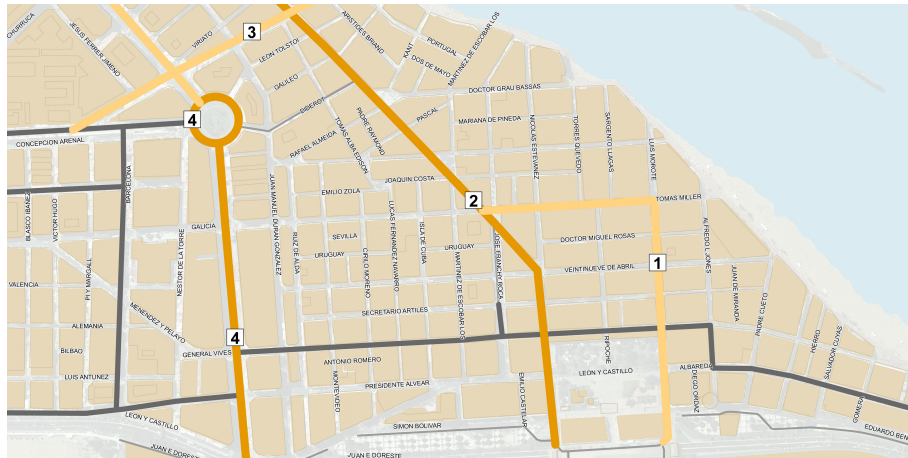 CHURRUCA
JESUS FERRER JIMENO
VIRIATO
3
LEON TOLSTOI
ARISTIDES BRIANO
KANT
PORTUGAL
DOS DE MAYO
MARTINEZ DE ESCOBAR LOS
GALILEO
DIDEROT
DOCTOR GRAU BASSAS
PASCAL
MARIANA DE PINEDA
NICOLAS ESTEVANEZ
TORRES QUEVEDO
SARGENTO LLAGAS
LUIS MOROTE
4
CONCEPCION ARENAL
BARCELONA
RAFAEL ALMEIDA
TOMAS ALBA EDISON
PADRE RAYMOND
JOAQUIN COSTA
EMILIO ZOLA
JUAN MANUEL DURAN GONZALEZ
2
TOMAS MILLER
BLASCO IBAÑEZ
VICTOR HUGO
PI Y MARGALL
NESTOR DE LA TORRE
GALICIA
RUIZ DE ALDA
SEVILLA
URUGUAY
CIRILO MORENO
LUCAS FERNANDEZ NAVARRO
ISLA DE CUBA
URUGUAY
MARTINEZ DE ESCOBAR LOS
JOSE FRANCHY ROCA
DOCTOR MIGUEL ROSAS
VEINTINUEVE DE ABRIL
1
ALFREDO L JONES
JUAN DE MIRANDA
PADRE CUETO
HIERRO
SALVADOR CUYAS
GOMERA
VALENCIA
MENENDEZ Y PELAYO
ALEMANIA
BILBAO
LUIS ANTUNEZ
GENERAL VIVES
4
SECRETARIO ARTILES
ANTONIO ROMERO
MONTEVIDEO
PRESIDENTE ALVEAR
EMILIO CASTELAR
RIPOCHE
LEON Y CASTILLO
ALBAREDA
DIEGO ORDAZ
LEON Y CASTILLO
SIMON BOLIVAR
JUAN E DORESTE
JUAN E DORESTE
EDUARDO BEN